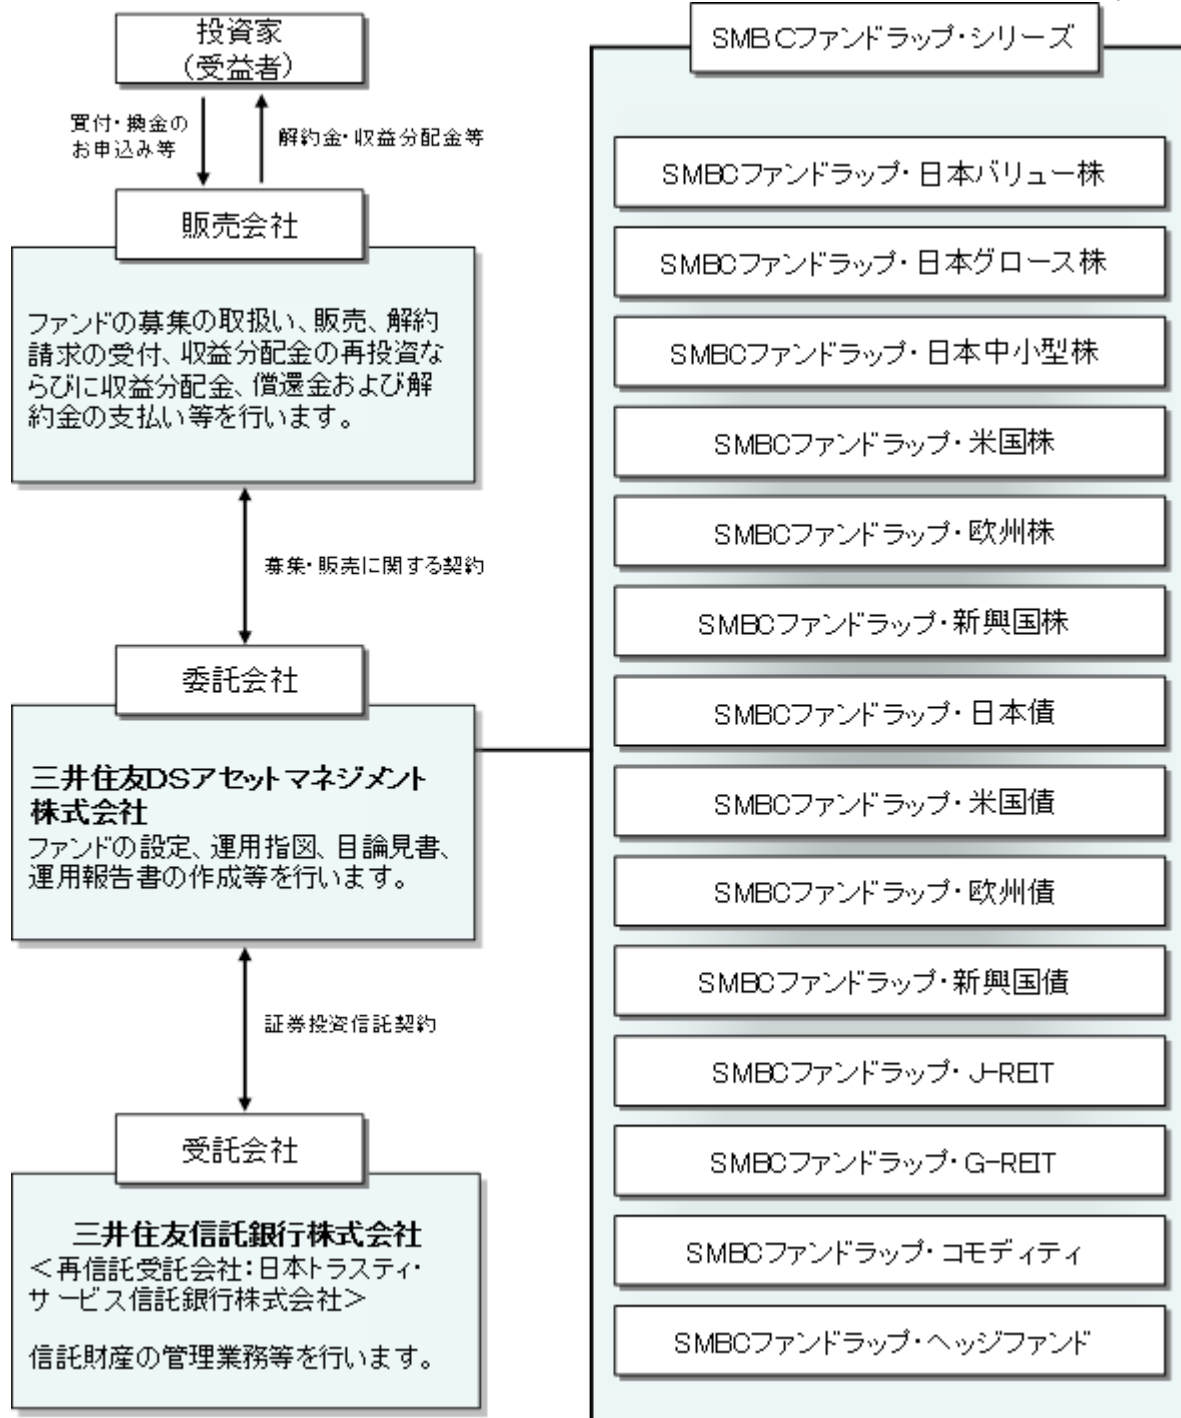 投資家
(受益者)
買付・換金の
お申込み等
解約金・収益分配金等
販売会社
ファンドの募集の取扱い、販売、解約
請求の受付、収益分配金の再投資な
らびに収益分配金、償還金および解
約金の支払い等を行います。
募集・販売に関する契約
委託会社
三井住友DSアセットマネジメント
株式会社
ファンドの設定、運用指図、目論見書、
運用報告書の作成等を行います。
証券投資信託契約
受託会社
三井住友信託銀行株式会社
＜再信託受託会社：日本トラスティ・
サービス信託銀行株式会社＞
信託財産の管理業務等を行います。
SMBCファンドラップ・シリーズ
SMBCファンドラップ・日本バリュー株
SMBCファンドラップ・日本グロース株
SMBCファンドラップ・日本中小型株
SMBCファンドラップ・米国株
SMBCファンドラップ・欧州株
SMBCファンドラップ・新興国株
SMBCファンドラップ・日本債
SMBCファンドラップ・米国債
SMBCファンドラップ・欧州債
SMBCファンドラップ・新興国債
SMBCファンドラップ・J-REIT
SMBCファンドラップ・G-REIT
SMBCファンドラップ・コモディティ
SMBCファンドラップ・ヘッジファンド